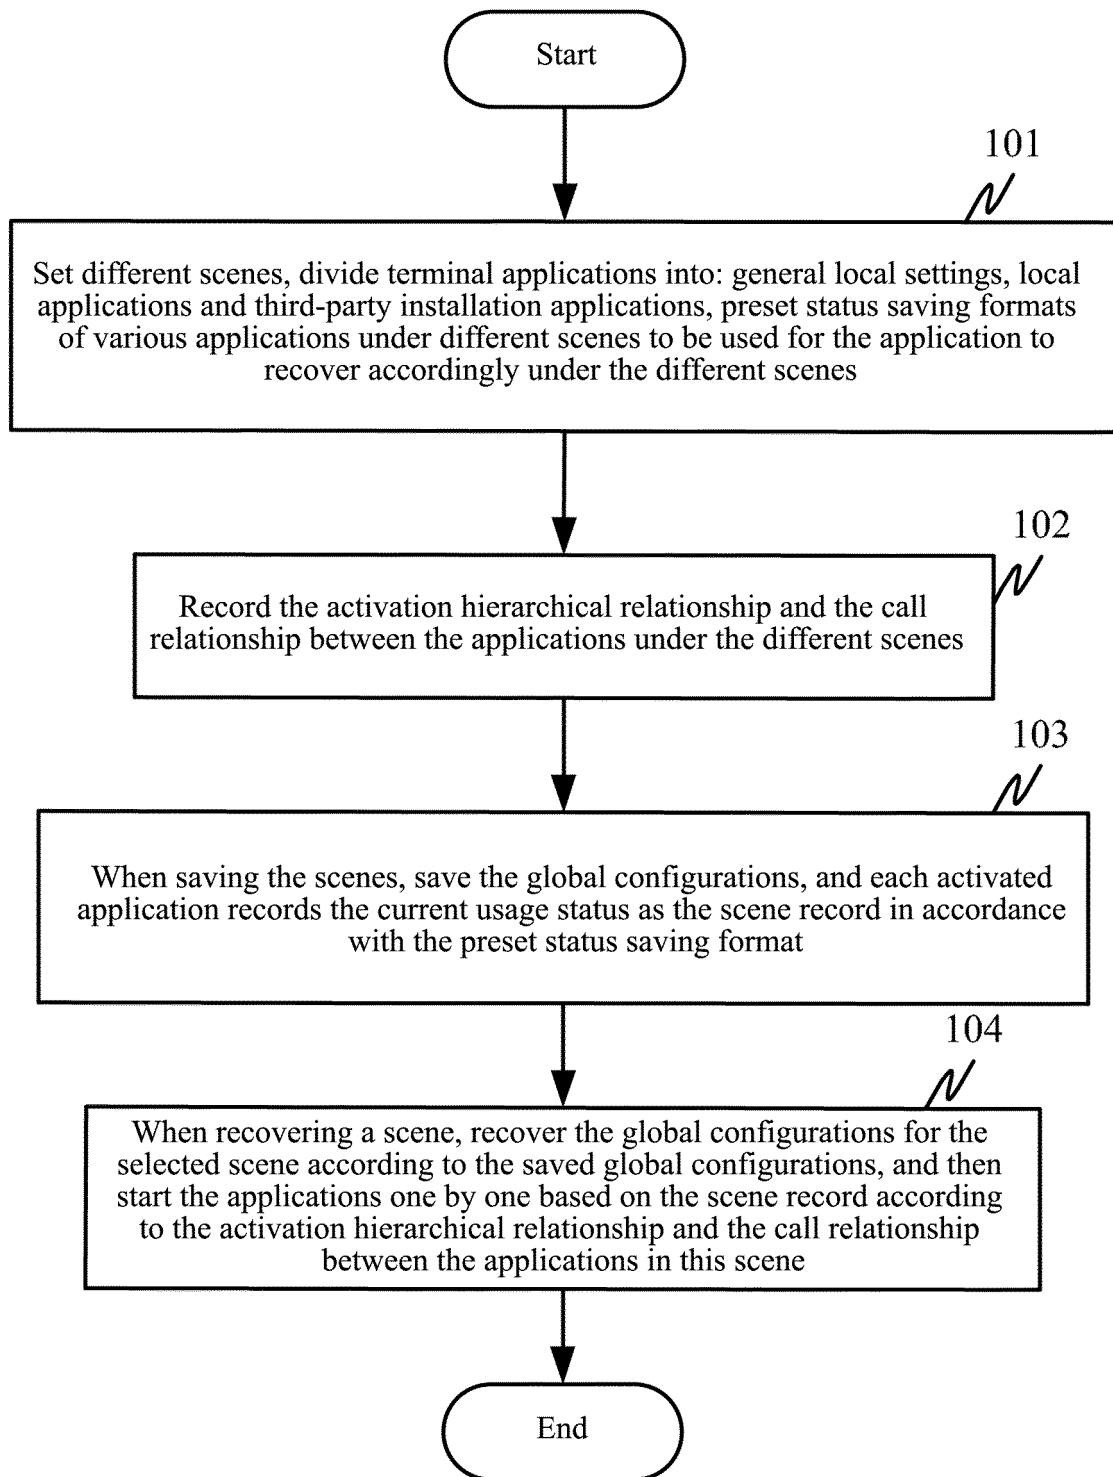 Start
101
Set different scenes, divide terminal applications into: general local settings, local
applications and third-party installation applications, preset status saving formats
of various applications under different scenes to be used for the application to
recover accordingly under the different scenes
102
Record the activation hierarchical relationship and the call
relationship between the applications under the different scenes
103
When saving the scenes, save the global configurations, and each activated
application records the current usage status as the scene record in accordance
with the preset status saving format
104
When recovering a scene, recover the global configurations for the
selected scene according to the saved global configurations, and then
start the applications one by one based on the scene record according
to the activation hierarchical relationship and the call relationship
between the applications in this scene
End